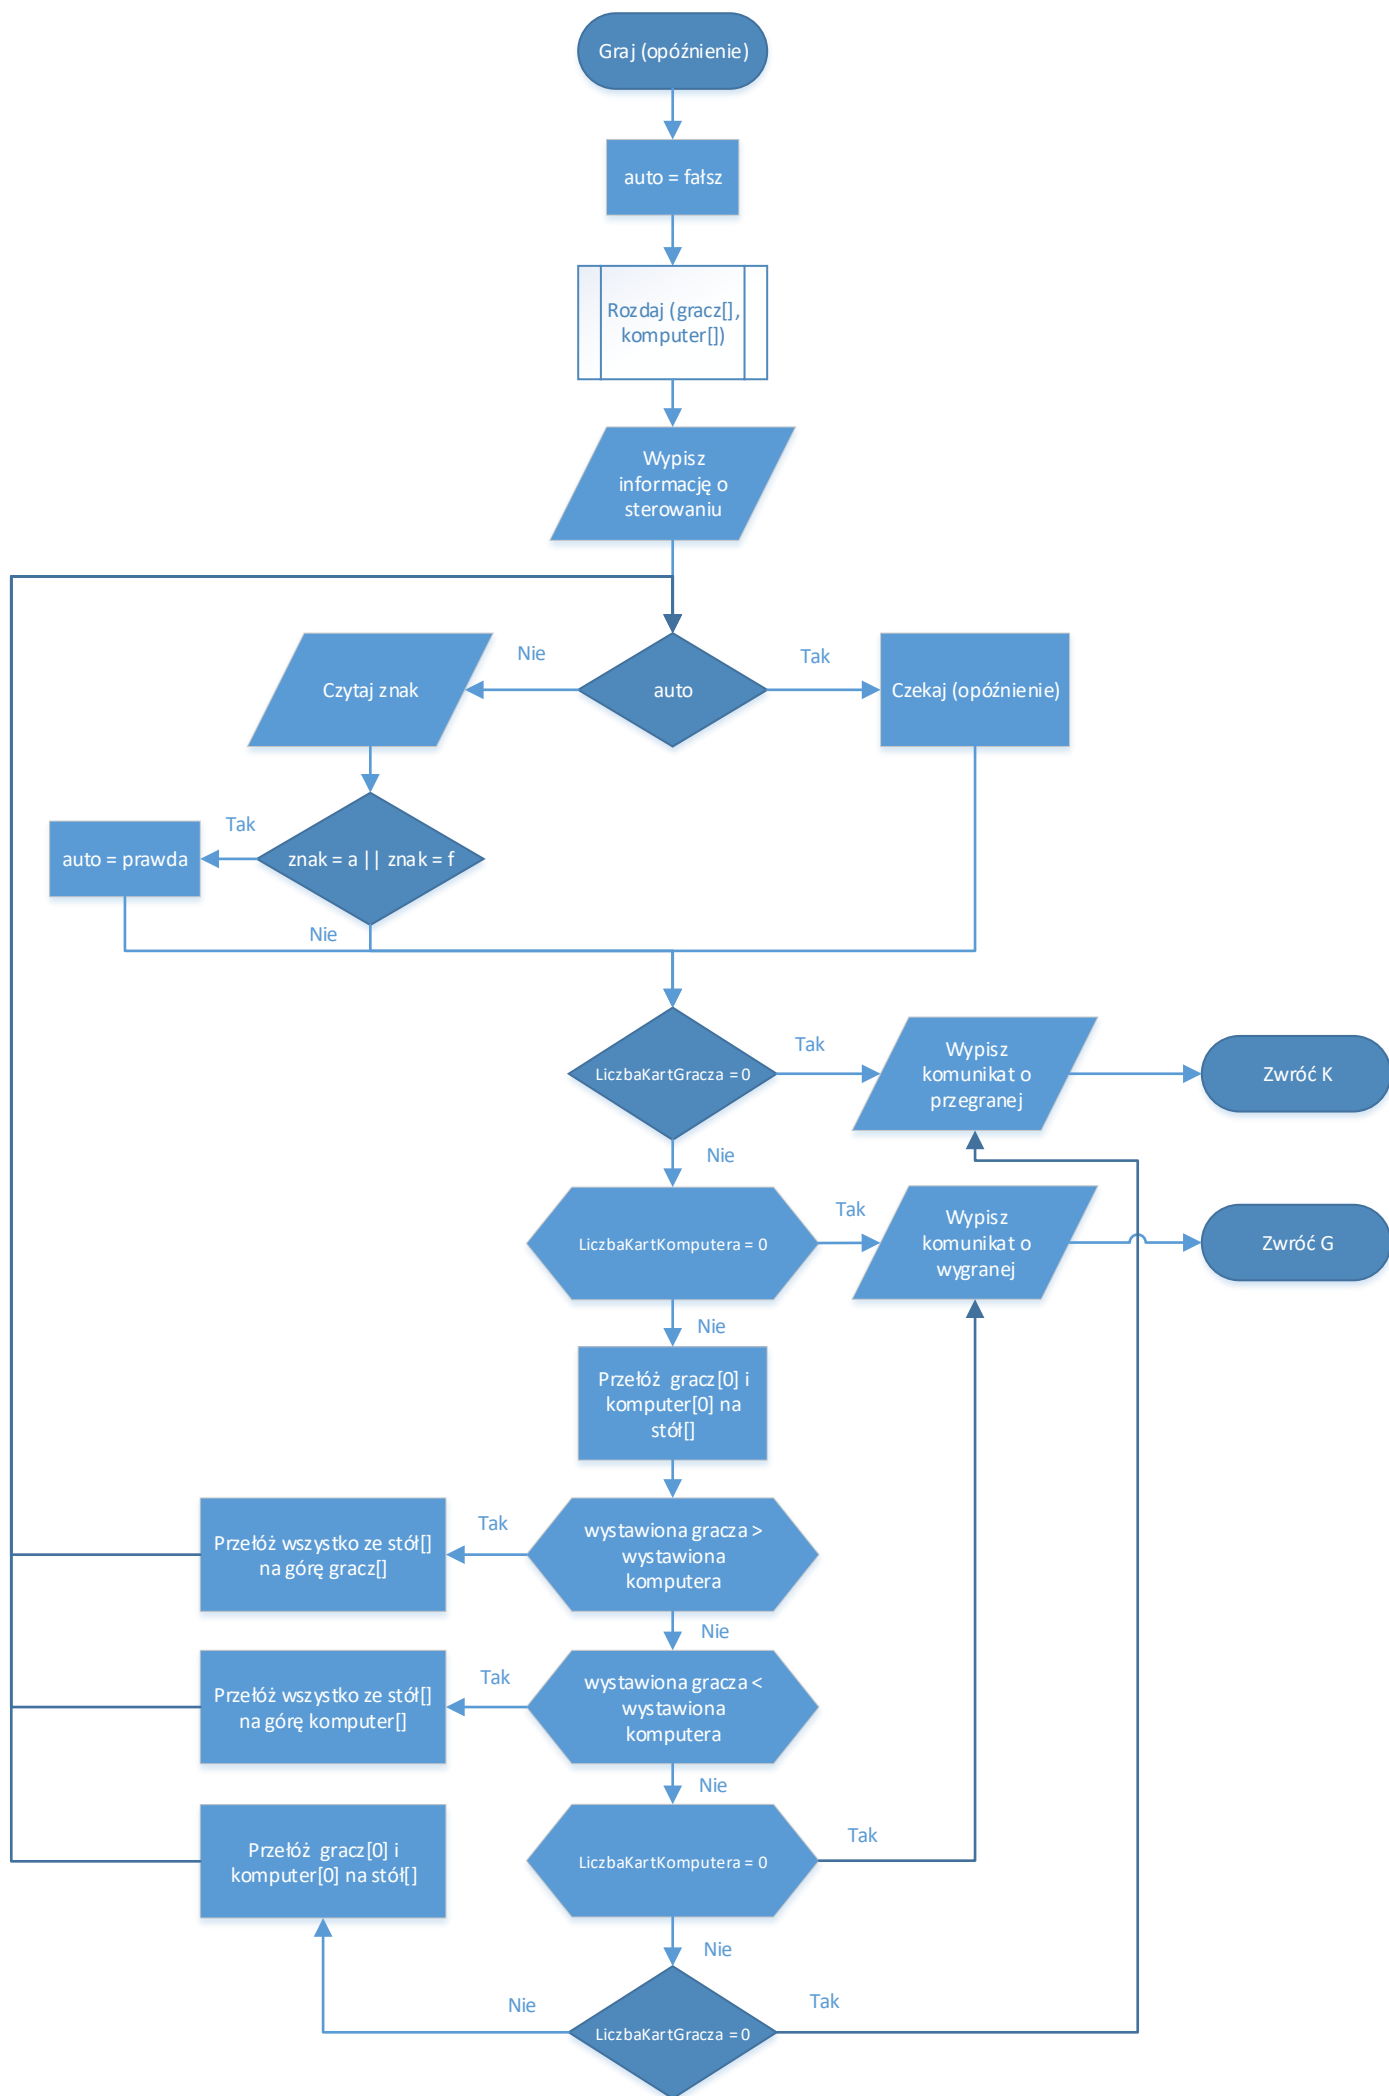 Graj (opóźnienie)
auto = fałsz
Rozdaj (gracz[],
komputer[])
Wypisz
informację o
sterowaniu
Nie
Tak
Czytaj znak
auto
Czekaj (opóźnienie)
Tak
auto = prawda
znak = a || znak = f
Nie
LiczbaKartGracza = 0
Tak
Wypisz
komunikat o
przegranej
Zwróć K
Nie
LiczbaKartKomputera = 0
Tak
Wypisz
komunikat o
wygranej
Zwróć G
Nie
Przełóż gracz[0] i
komputer[0] na
stół[]
Przełóż wszystko ze stół[]
na górę gracz[]
Tak
wystawiona gracza >
wystawiona
komputera
Nie
Przełóż wszystko ze stół[]
na górę komputer[]
Tak
wystawiona gracza <
wystawiona
komputera
Nie
Przełóż gracz[0] i
komputer[0] na stół[]
LiczbaKartKomputera = 0
Tak
Nie
Nie
LiczbaKartGracza = 0
Tak